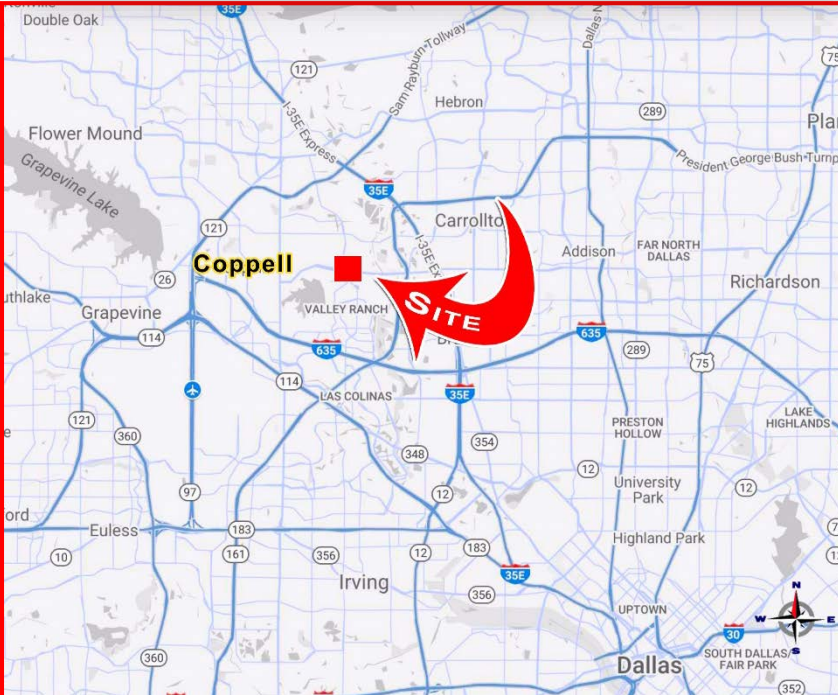 35E
Double Oak
121
Sam Rayburn Tollway
Dallas N
75
Hebron
289
I-35E Express
Flower Mound
Grapevine Lake
President George Bush Turnp
35E
Carrollto
121
I-35E Ex
Addison
FAR NORTH
DALLAS
Coppell
26
Richardson
uthlake
Grapevine
VALLEY RANCH
SITE
114
635
635
289
75
114
LAS COLINAS
35E
LAKE
HIGHLANDS
121
360
PRESTON
HOLLOW
354
348
12
University
Park
12
97
12
ford
Euless
183
161
10
356
12
183
Highland Park
35E
Irving
356
UPTOWN
N
W
E
S
30
SOUTH DALLAS/
FAIR PARK
360
Dallas
352